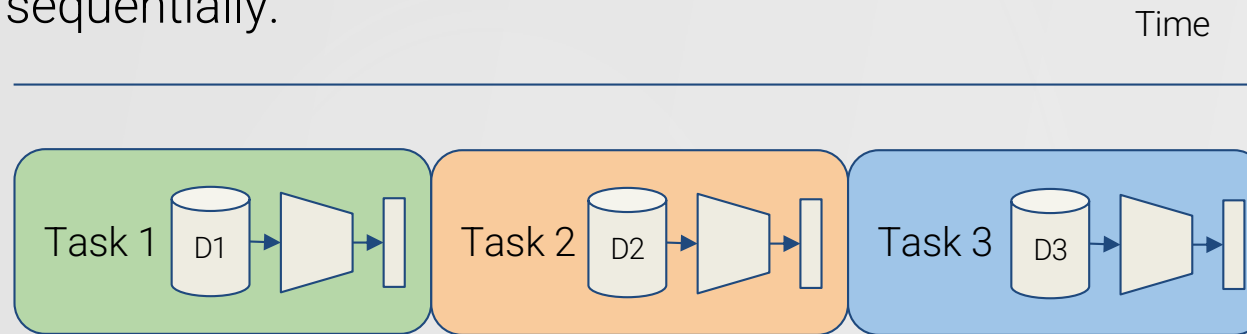 sequentially.
Time
Task 1 D1
Task 2 D2
Task 3 D3